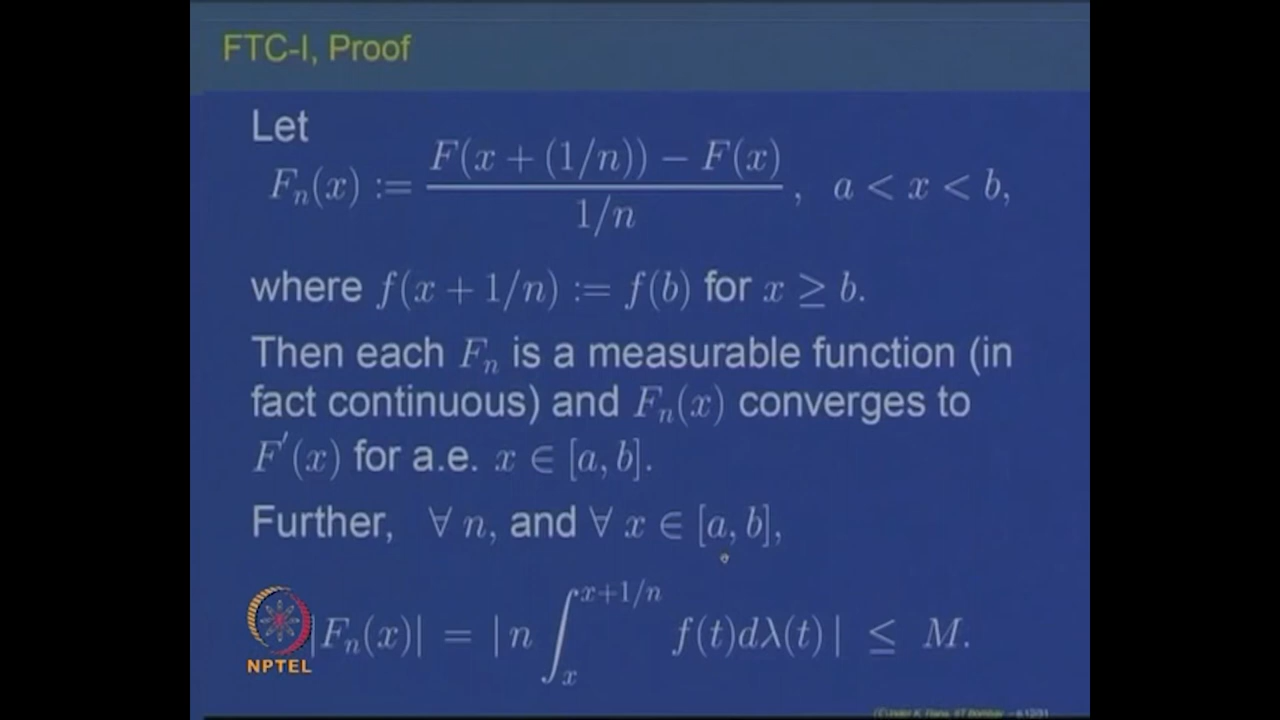 FTC-I, Proof
Let
F_n(x) := \frac{F(x + (1/n)) − F(x)}{1/n}, a < x < b,
where f(x + 1/n) := f(b) for x ≥ b.
Then each F_n is a measurable function (in
fact continuous) and F_n(x) converges to
F′(x) for a.e. x ∈ [a, b].
Further, ∀ n, and ∀ x ∈ [a, b],
|F_n(x)| = | n ∫_x^{x+1/n} f(t)dλ(t) | ≤ M.
NPTEL